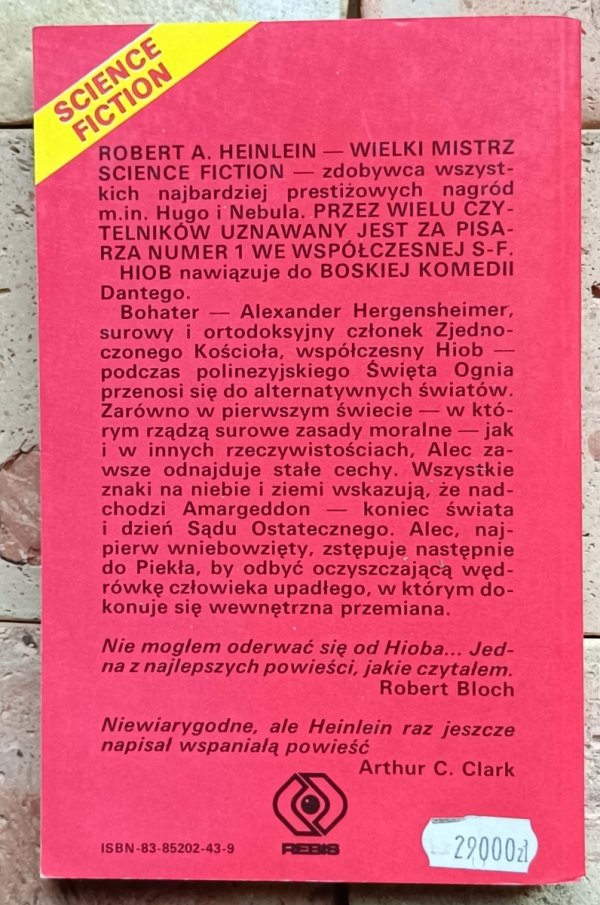 SCIENCE
FICTION
ROBERT A. HEINLEIN — WIELKI MISTRZ
SCIENCE FICTION — zdobywca wszyst-
kich najbardziej prestiżowych nagród
m.in. Hugo i Nebula. PRZEZ WIELU CZY-
TELNIKÓW UZNAWANY JEST ZA PISA-
RZA NUMER 1 WE WSPÓŁCZESNEJ S-F.
HIOB nawiązuje do BOSKIEJ KOMEDII
Dantego.
Bohater — Alexander Hergensheimer,
surowy i ortodoksyjny członek Zjedno-
czonego Kościoła, współczesny Hiob —
podczas polinezyjskiego Święta Ognia
przenosi się do alternatywnych światów.
Zarówno w pierwszym świecie — w któ-
rym rządzą surowe zasady moralne — jak
i w innych rzeczywistościach, Alec za-
wsze odnajduje stałe cechy. Wszystkie
znaki na niebie i ziemi wskazują, że nad-
chodzi Amargeddon — koniec świata
i dzień Sądu Ostatecznego. Alec, naj-
pierw wniebowzięty, zstępuje następnie
do Piekła, by odbyć oczyszczającą węd-
rówkę człowieka upadłego, w którym do-
konuje się wewnętrzna przemiana.
Nie moglem oderwać się od Hioba... Jed-
na z najlepszych powieści, jakie czytalem.
Robert Bloch
Niewiarygodne, ale Heinlein raz jeszcze
napisał wspaniałą powieść
Arthur C. Clark
REBIS
ISBN-83-85202-43-9
29000zł